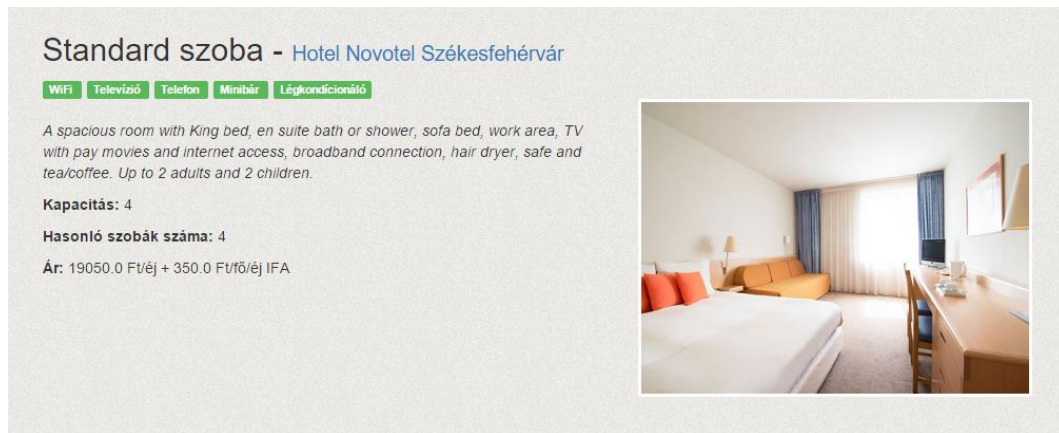 Standard szoba - Hotel Novotel Székesfehérvár
WiFi Televízió Telefon Minibár Légkondícionáló
A spacious room with King bed, en suite bath or shower, sofa bed, work area, TV
with pay movies and internet access, broadband connection, hair dryer, safe and
tea/coffee. Up to 2 adults and 2 children.
Kapacitás: 4
Hasonló szobák száma: 4
Ár: 19050.0 Ft/éj + 350.0 Ft/fő/éj IFA